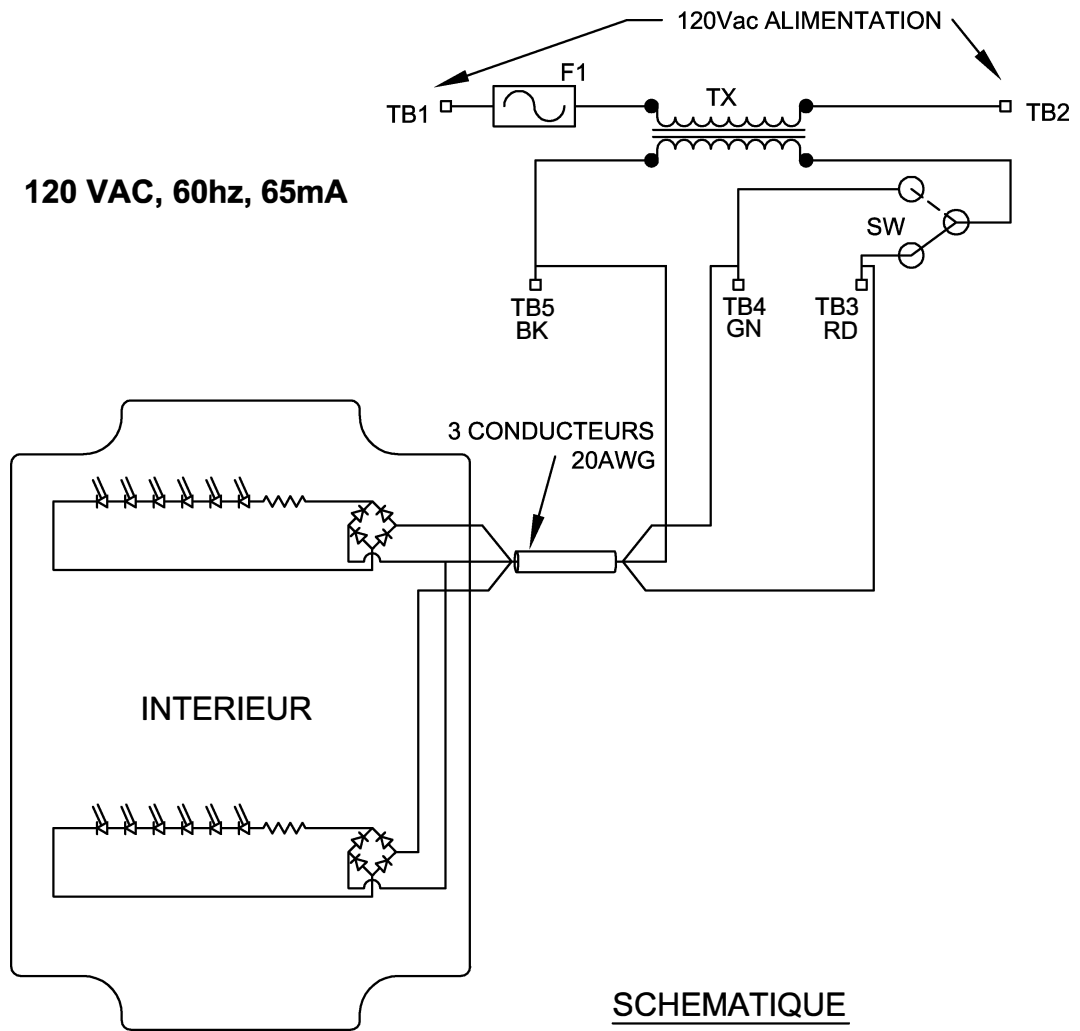 120Vac ALIMENTATION
F1
TX
TB1
TB2
120 VAC, 60hz, 65mA
SW
TB5
BK
TB4
GN
TB3
RD
3 CONDUCTEURS
20AWG
INTERIEUR
SCHEMATIQUE